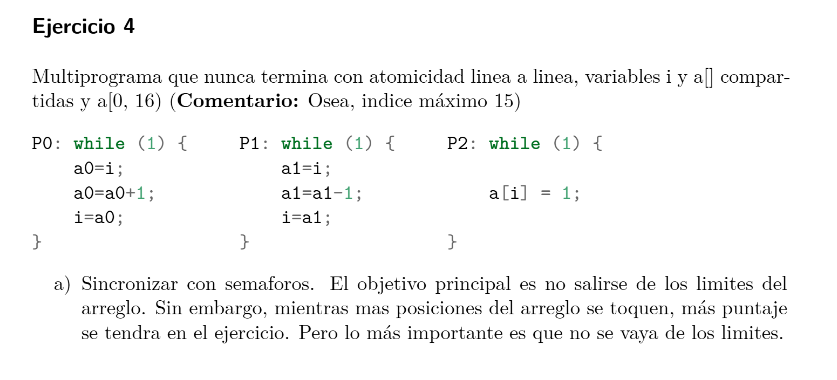 Ejercicio 4
Multiprograma que nunca termina con atomicidad linea a linea, variables i y a[] compar-
tidas y a[0, 16) (Comentario: Osea, indice máximo 15)
P0: while (1) { P1: while (1) { P2: while (1) {
a0=i; a1=i;
a0=a0+1; a1=a1-1; a[i] = 1;
i=a0; i=a1;
} } }
a) Sincronizar con semaforos. El objetivo principal es no salirse de los limites del
arreglo. Sin embargo, mientras mas posiciones del arreglo se toquen, más puntaje
se tendra en el ejercicio. Pero lo más importante es que no se vaya de los limites.